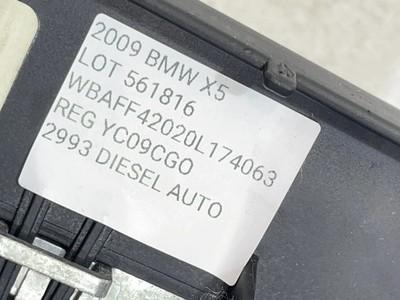 2009 BMW X5
LOT 561816
WBAFF42020L174063
REG YC09CGO
2993 DIESEL AUTO